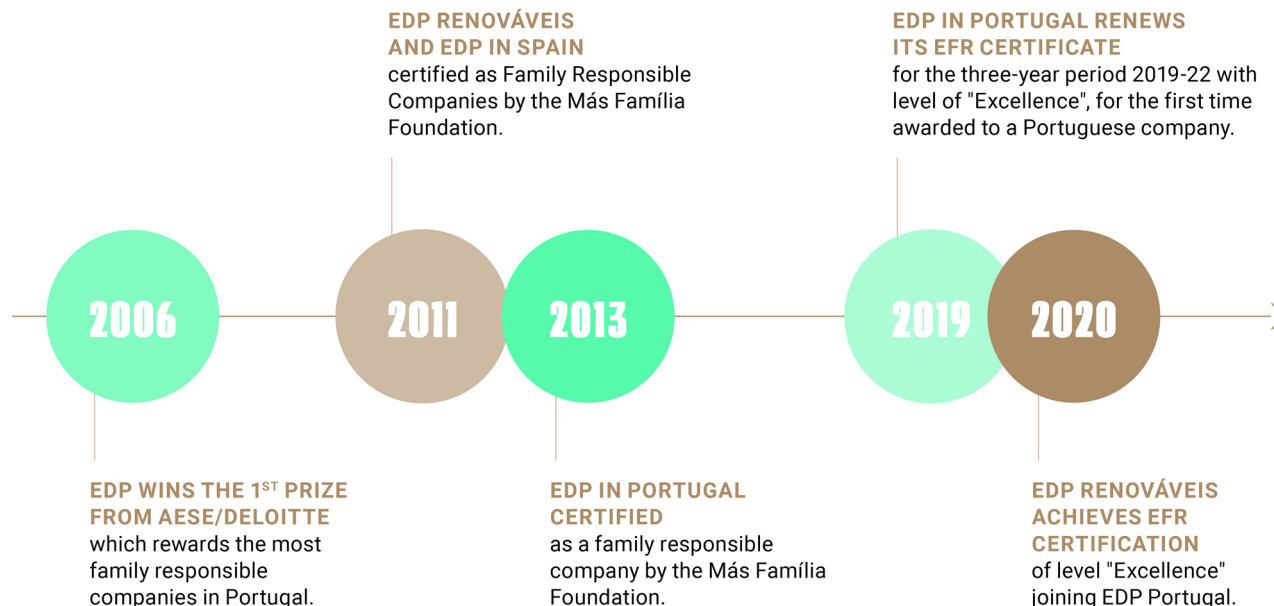 EDP RENOVÁVEIS
AND EDP IN SPAIN
certified as Family Responsible
Companies by the Más Família
Foundation.
EDP IN PORTUGAL RENEWS
ITS EFR CERTIFICATE
for the three-year period 2019-22 with
level of "Excellence", for the first time
awarded to a Portuguese company.
2006
2011
2013
2019
2020
EDP WINS THE 1ST PRIZE
FROM AESE/DELOITTE
which rewards the most
family responsible
companies in Portugal.
EDP IN PORTUGAL
CERTIFIED
as a family responsible
company by the Más Família
Foundation.
EDP RENOVÁVEIS
ACHIEVES EFR
CERTIFICATION
of level "Excellence"
joining EDP Portugal.